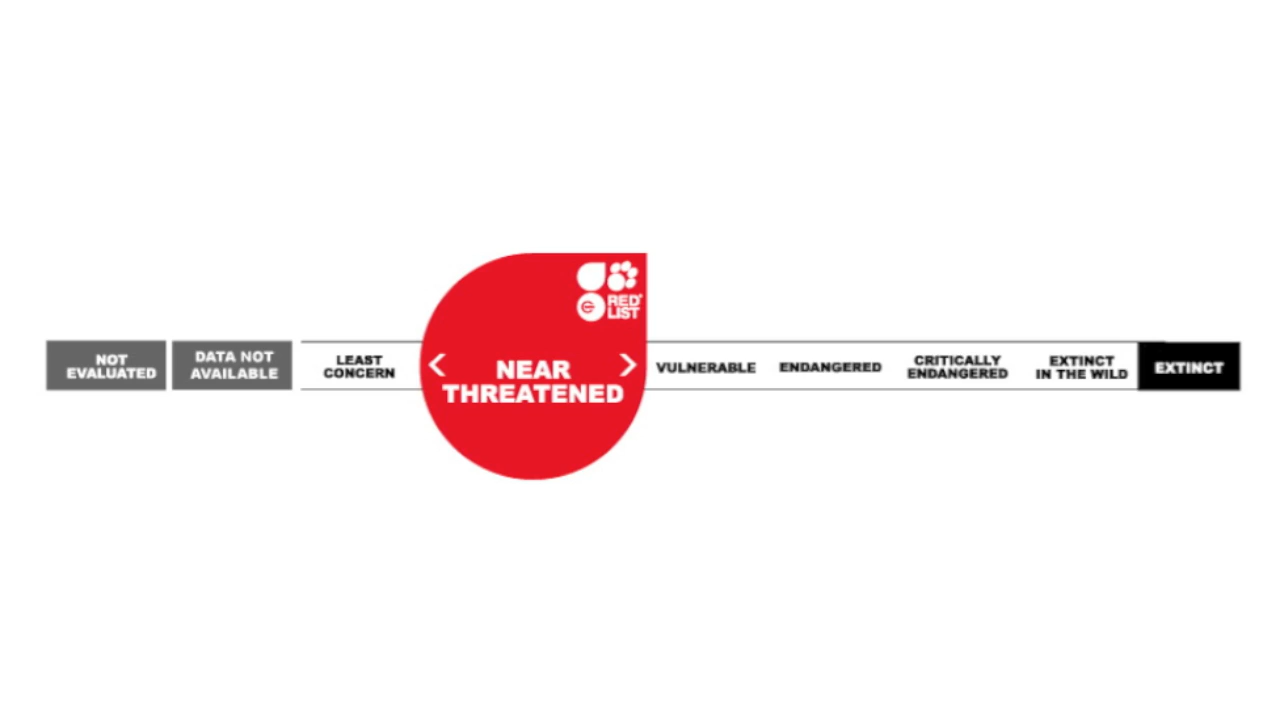 NOT
EVALUATED
DATA NOT
AVAILABLE
LEAST
CONCERN
RED
LIST
NEAR
THREATENED
VULNERABLE
ENDANGERED
CRITICALLY
ENDANGERED
EXTINCT
IN THE WILD
EXTINCT